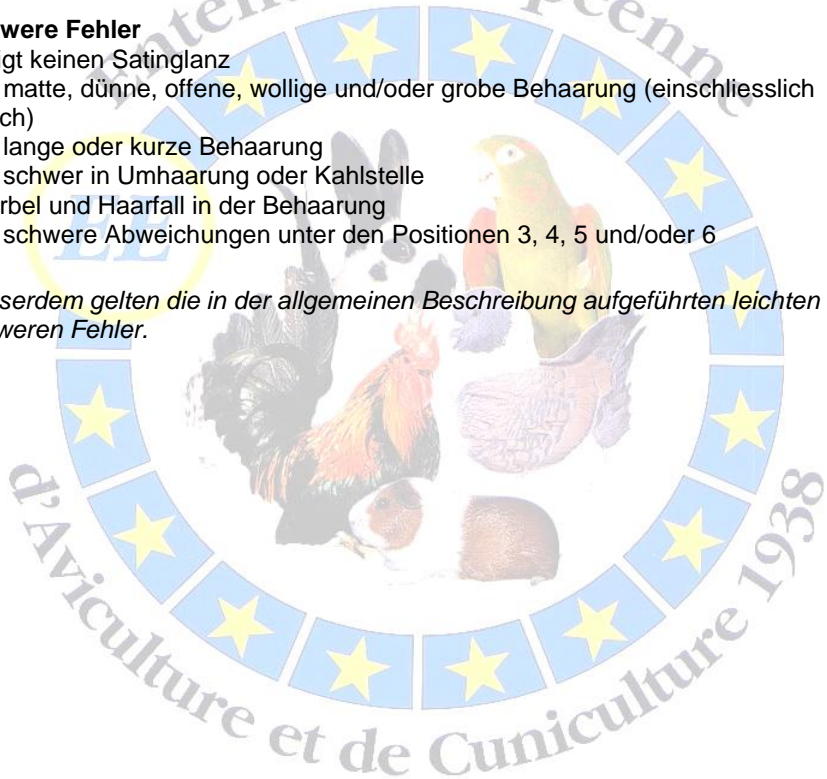 were Fehler
igt keinen Satinglanz
matte, dünne, offene, wollige und/oder grobe Behaarung (einschliesslich
ch)
lange oder kurze Behaarung
schwer in Umhaarung oder Kahlstelle
rbel und Haarfall in der Behaarung
schwere Abweichungen unter den Positionen 3, 4, 5 und/oder 6
serdem gelten die in der allgemeinen Beschreibung aufgeführten leichten
weren Fehler.
EE
d'Aviculture et de Cuniculture 1938